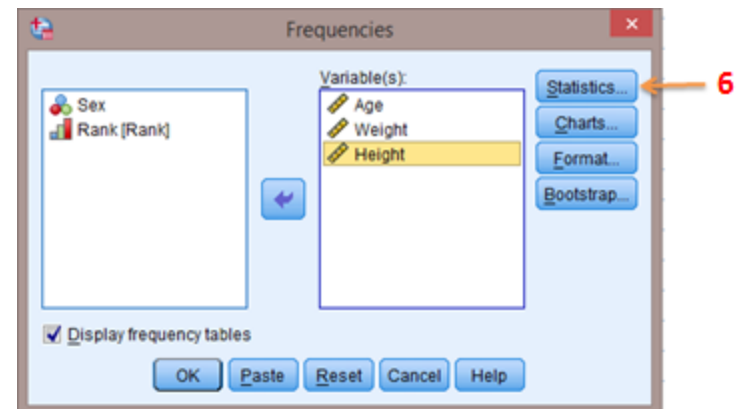 Frequencies
Variable(s):
Sex
Rank [Rank]
Age
Weight
Height
Statistics...
Charts...
Format...
Bootstrap...
6
Display frequency tables
OK
Paste
Reset
Cancel
Help